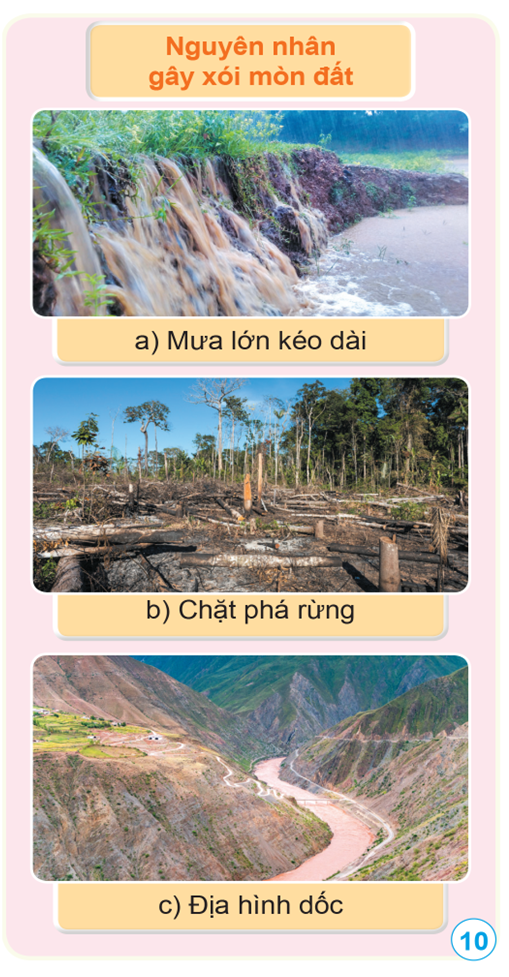 Nguyên nhân
gây xói mòn đất
a) Mưa lớn kéo dài
b) Chặt phá rừng
c) Địa hình dốc
10